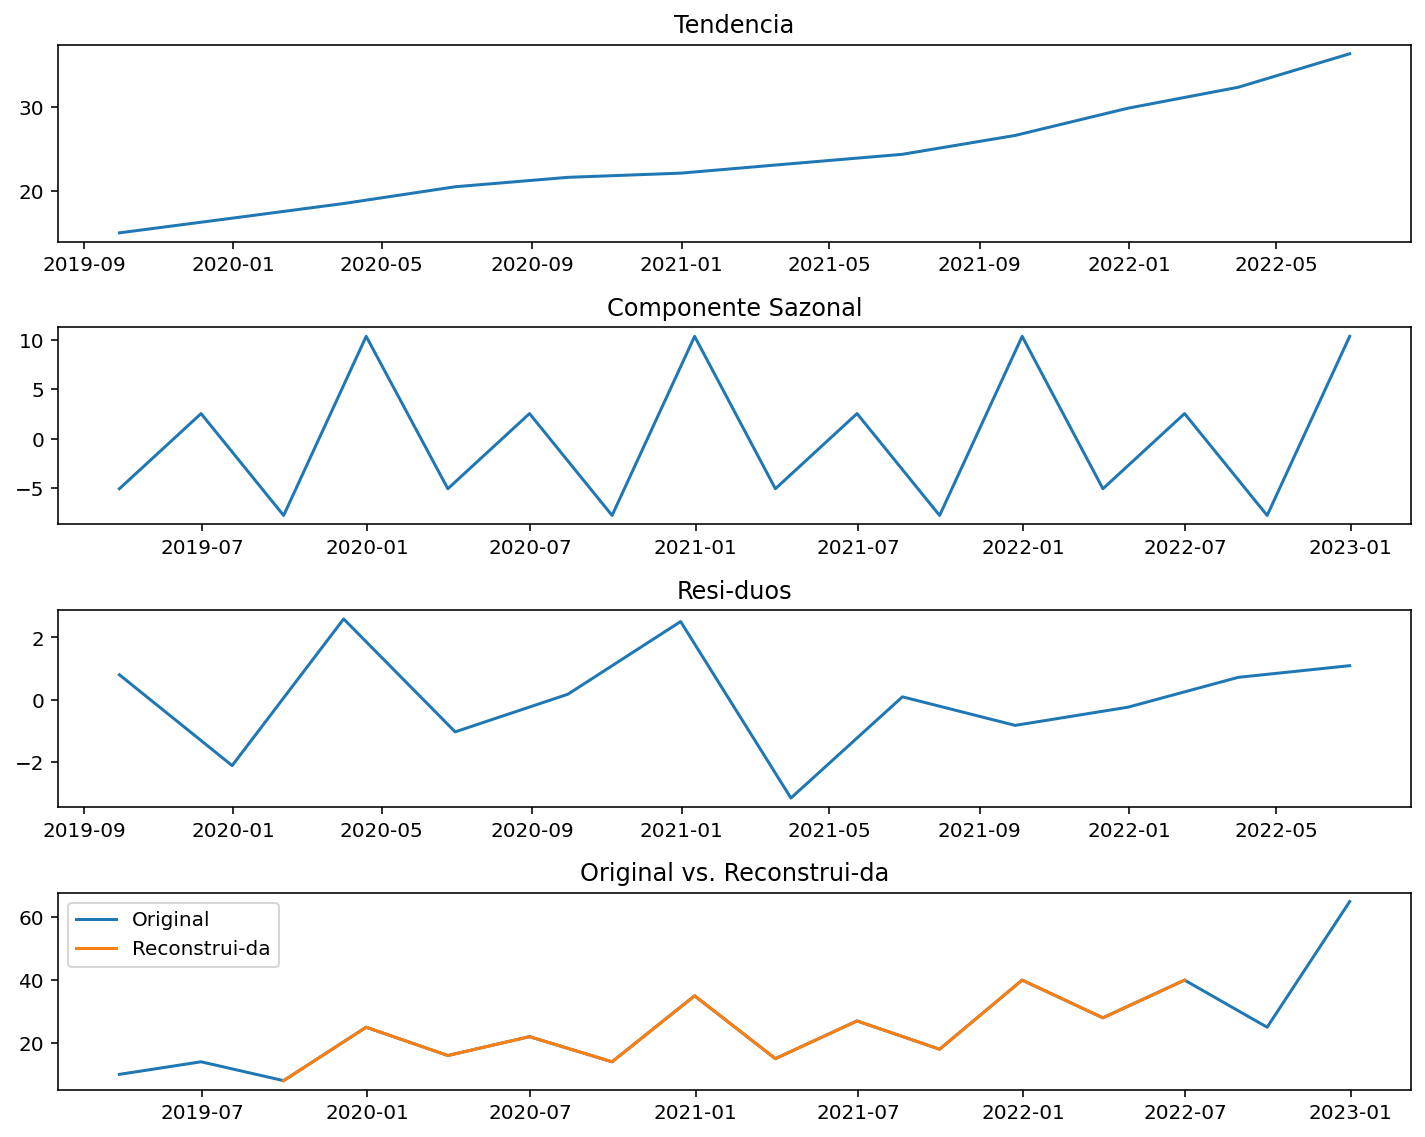 Tendencia
30
20
2019-09 2020-01 2020-05 2020-09 2021-01 2021-05 2021-09 2022-01 2022-05
Componente Sazonal
10
5
0
−5
2019-07 2020-01 2020-07 2021-01 2021-07 2022-01 2022-07 2023-01
Resi-duos
2
0
−2
2019-09 2020-01 2020-05 2020-09 2021-01 2021-05 2021-09 2022-01 2022-05
Original vs. Reconstrui-da
Original
Reconstrui-da
60
40
20
2019-07 2020-01 2020-07 2021-01 2021-07 2022-01 2022-07 2023-01